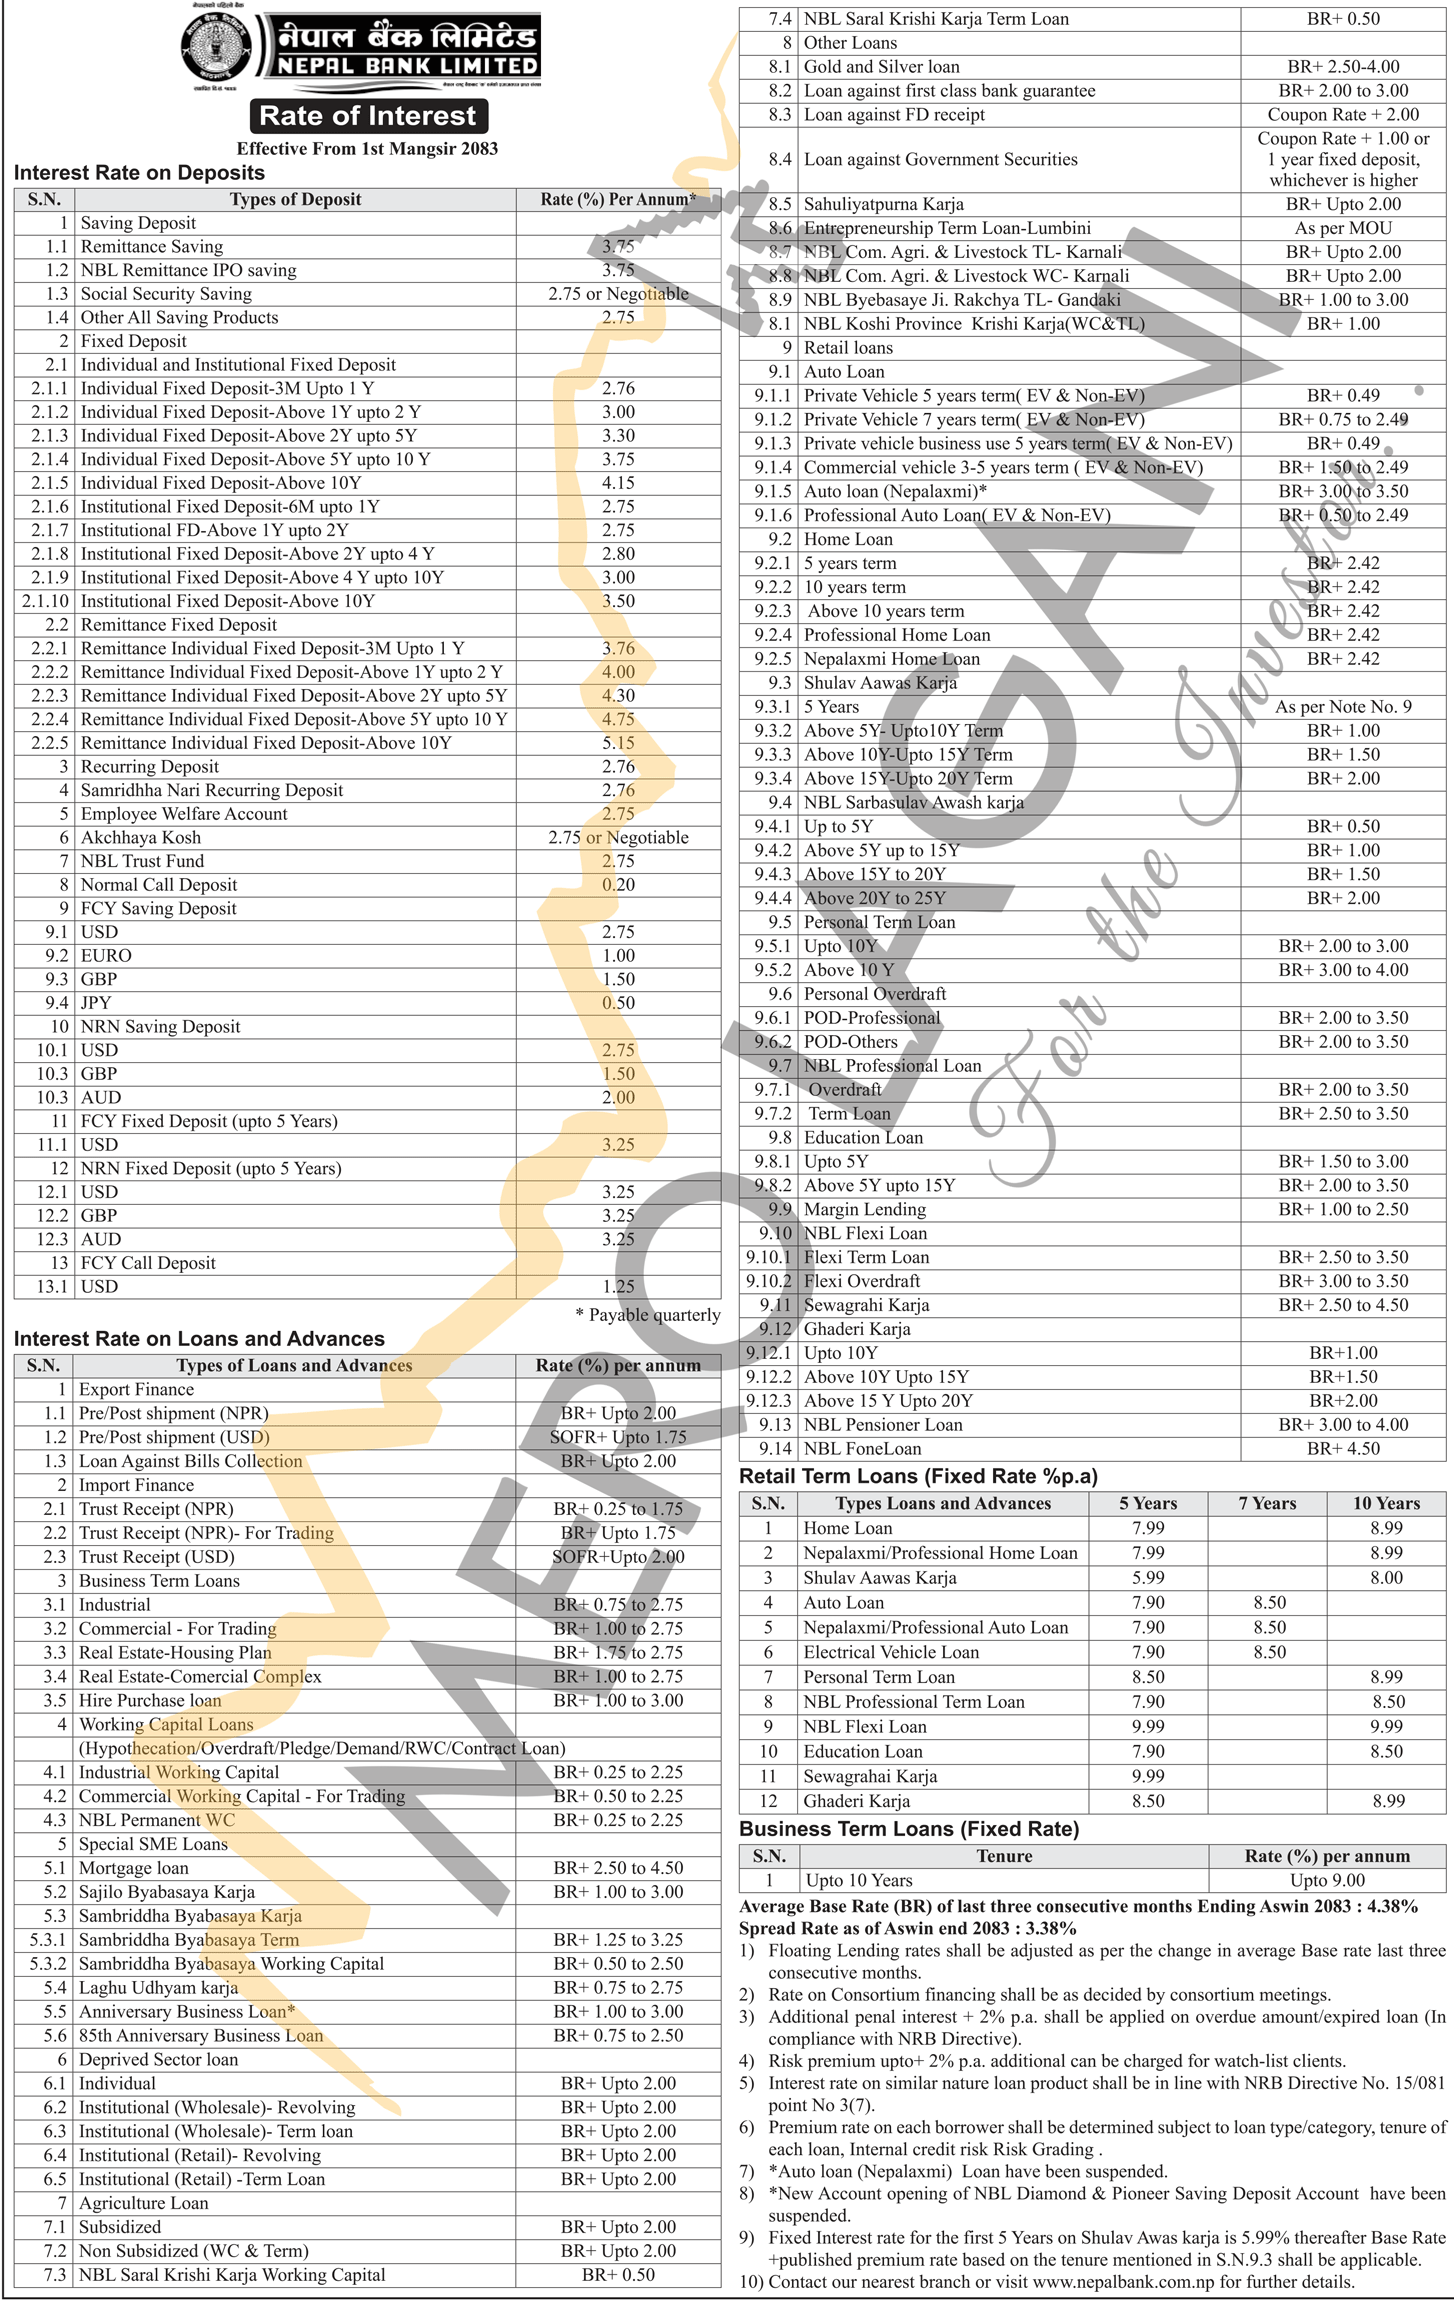 नेपालको पहिलो बैंक
नेपाल बैंक लिमिटेड
NEPAL BANK LIMITED
Rate of Interest
Effective From 1st Mangsir 2083
Interest Rate on Deposits
S.N. Types of Deposit Rate (%) Per Annum*
1 Saving Deposit
1.1 Remittance Saving 3.75
1.2 NBL Remittance IPO saving 3.75
1.3 Social Security Saving 2.75 or Negotiable
1.4 Other All Saving Products 2.75
2 Fixed Deposit
2.1 Individual and Institutional Fixed Deposit
2.1.1 Individual Fixed Deposit-3M Upto 1 Y 2.76
2.1.2 Individual Fixed Deposit-Above 1Y upto 2 Y 3.00
2.1.3 Individual Fixed Deposit-Above 2Y upto 5Y 3.30
2.1.4 Individual Fixed Deposit-Above 5Y upto 10 Y 3.75
2.1.5 Individual Fixed Deposit-Above 10Y 4.15
2.1.6 Institutional Fixed Deposit-6M upto 1Y 2.75
2.1.7 Institutional FD-Above 1Y upto 2Y 2.75
2.1.8 Institutional Fixed Deposit-Above 2Y upto 4 Y 2.80
2.1.9 Institutional Fixed Deposit-Above 4 Y upto 10Y 3.00
2.1.10 Institutional Fixed Deposit-Above 10Y 3.50
2.2 Remittance Fixed Deposit
2.2.1 Remittance Individual Fixed Deposit-3M Upto 1 Y 3.76
2.2.2 Remittance Individual Fixed Deposit-Above 1Y upto 2 Y 4.00
2.2.3 Remittance Individual Fixed Deposit-Above 2Y upto 5Y 4.30
2.2.4 Remittance Individual Fixed Deposit-Above 5Y upto 10 Y 4.75
2.2.5 Remittance Individual Fixed Deposit-Above 10Y 5.15
3 Recurring Deposit 2.76
4 Samridhha Nari Recurring Deposit 2.76
5 Employee Welfare Account 2.75
6 Akchhaya Kosh 2.75 or Negotiable
7 NBL Trust Fund 2.75
8 Normal Call Deposit 0.20
9 FCY Saving Deposit
9.1 USD 2.75
9.2 EURO 1.00
9.3 GBP 1.50
9.4 JPY 0.50
10 NRN Saving Deposit
10.1 USD 2.75
10.3 GBP 1.50
10.3 AUD 2.00
11 FCY Fixed Deposit (upto 5 Years)
11.1 USD 3.25
12 NRN Fixed Deposit (upto 5 Years)
12.1 USD 3.25
12.2 GBP 3.25
12.3 AUD 3.25
13 FCY Call Deposit
13.1 USD 1.25
* Payable quarterly
Interest Rate on Loans and Advances
S.N. Types of Loans and Advances Rate (%) per annum
1 Export Finance
1.1 Pre/Post shipment (NPR) BR+ Upto 2.00
1.2 Pre/Post shipment (USD) SOFR+ Upto 1.75
1.3 Loan Against Bills Collection BR+ Upto 2.00
2 Import Finance
2.1 Trust Receipt (NPR) BR+ 0.25 to 1.75
2.2 Trust Receipt (NPR)- For Trading BR+ Upto 1.75
2.3 Trust Receipt (USD) SOFR+Upto 2.00
3 Business Term Loans
3.1 Industrial BR+ 0.75 to 2.75
3.2 Commercial - For Trading BR+ 1.00 to 2.75
3.3 Real Estate-Housing Plan BR+ 1.75 to 2.75
3.4 Real Estate-Comercial Complex BR+ 1.00 to 2.75
3.5 Hire Purchase loan BR+ 1.00 to 3.00
4 Working Capital Loans
(Hypothecation/Overdraft/Pledge/Demand/RWC/Contract Loan)
4.1 Industrial Working Capital BR+ 0.25 to 2.25
4.2 Commercial Working Capital - For Trading BR+ 0.50 to 2.25
4.3 NBL Permanent WC BR+ 0.25 to 2.25
5 Special SME Loans
5.1 Mortgage loan BR+ 2.50 to 4.50
5.2 Sajilo Byabasaya Karja BR+ 1.00 to 3.00
5.3 Sambriddha Byabasaya Karja
5.3.1 Sambriddha Byabasaya Term BR+ 1.25 to 3.25
5.3.2 Sambriddha Byabasaya Working Capital BR+ 0.50 to 2.50
5.4 Laghu Udhyam karja BR+ 0.75 to 2.75
5.5 Anniversary Business Loan* BR+ 1.00 to 3.00
5.6 85th Anniversary Business Loan BR+ 0.75 to 2.50
6 Deprived Sector loan
6.1 Individual BR+ Upto 2.00
6.2 Institutional (Wholesale)- Revolving BR+ Upto 2.00
6.3 Institutional (Wholesale)- Term loan BR+ Upto 2.00
6.4 Institutional (Retail)- Revolving BR+ Upto 2.00
6.5 Institutional (Retail) -Term Loan BR+ Upto 2.00
7 Agriculture Loan
7.1 Subsidized BR+ Upto 2.00
7.2 Non Subsidized (WC & Term) BR+ Upto 2.00
7.3 NBL Saral Krishi Karja Working Capital BR+ 0.50
7.4 NBL Saral Krishi Karja Term Loan BR+ 0.50
8 Other Loans
8.1 Gold and Silver loan BR+ 2.50-4.00
8.2 Loan against first class bank guarantee BR+ 2.00 to 3.00
8.3 Loan against FD receipt Coupon Rate + 2.00
8.4 Loan against Government Securities Coupon Rate + 1.00 or
1 year fixed deposit,
whichever is higher
8.5 Sahuliyatpurna Karja BR+ Upto 2.00
8.6 Entrepreneurship Term Loan-Lumbini As per MOU
8.7 NBL Com. Agri. & Livestock TL- Karnali BR+ Upto 2.00
8.8 NBL Com. Agri. & Livestock WC- Karnali BR+ Upto 2.00
8.9 NBL Byebasaye Ji. Rakchya TL- Gandaki BR+ 1.00 to 3.00
8.1 NBL Koshi Province Krishi Karja(WC&TL) BR+ 1.00
9 Retail loans
9.1 Auto Loan
9.1.1 Private Vehicle 5 years term( EV & Non-EV) BR+ 0.49
9.1.2 Private Vehicle 7 years term( EV & Non-EV) BR+ 0.75 to 2.49
9.1.3 Private vehicle business use 5 years term( EV & Non-EV) BR+ 0.49
9.1.4 Commercial vehicle 3-5 years term ( EV & Non-EV) BR+ 1.50 to 2.49
9.1.5 Auto loan (Nepalaxmi)* BR+ 3.00 to 3.50
9.1.6 Professional Auto Loan( EV & Non-EV) BR+ 0.50 to 2.49
9.2 Home Loan
9.2.1 5 years term BR+ 2.42
9.2.2 10 years term BR+ 2.42
9.2.3 Above 10 years term BR+ 2.42
9.2.4 Professional Home Loan BR+ 2.42
9.2.5 Nepalaxmi Home Loan BR+ 2.42
9.3 Shulav Aawas Karja
9.3.1 5 Years As per Note No. 9
9.3.2 Above 5Y- Upto10Y Term BR+ 1.00
9.3.3 Above 10Y-Upto 15Y Term BR+ 1.50
9.3.4 Above 15Y-Upto 20Y Term BR+ 2.00
9.4 NBL Sarbasulav Awash karja
9.4.1 Up to 5Y BR+ 0.50
9.4.2 Above 5Y up to 15Y BR+ 1.00
9.4.3 Above 15Y to 20Y BR+ 1.50
9.4.4 Above 20Y to 25Y BR+ 2.00
9.5 Personal Term Loan
9.5.1 Upto 10Y BR+ 2.00 to 3.00
9.5.2 Above 10 Y BR+ 3.00 to 4.00
9.6 Personal Overdraft
9.6.1 POD-Professional BR+ 2.00 to 3.50
9.6.2 POD-Others BR+ 2.00 to 3.50
9.7 NBL Professional Loan
9.7.1 Overdraft BR+ 2.00 to 3.50
9.7.2 Term Loan BR+ 2.50 to 3.50
9.8 Education Loan
9.8.1 Upto 5Y BR+ 1.50 to 3.00
9.8.2 Above 5Y upto 15Y BR+ 2.00 to 3.50
9.9 Margin Lending BR+ 1.00 to 2.50
9.10 NBL Flexi Loan
9.10.1 Flexi Term Loan BR+ 2.50 to 3.50
9.10.2 Flexi Overdraft BR+ 3.00 to 3.50
9.11 Sewagrahi Karja BR+ 2.50 to 4.50
9.12 Ghaderi Karja
9.12.1 Upto 10Y BR+1.00
9.12.2 Above 10Y Upto 15Y BR+1.50
9.12.3 Above 15 Y Upto 20Y BR+2.00
9.13 NBL Pensioner Loan BR+ 3.00 to 4.00
9.14 NBL FoneLoan BR+ 4.50
Retail Term Loans (Fixed Rate %p.a)
S.N. Types Loans and Advances 5 Years 7 Years 10 Years
1 Home Loan 7.99 8.99
2 Nepalaxmi/Professional Home Loan 7.99 8.99
3 Shulav Aawas Karja 5.99 8.00
4 Auto Loan 7.90 8.50
5 Nepalaxmi/Professional Auto Loan 7.90 8.50
6 Electrical Vehicle Loan 7.90 8.50
7 Personal Term Loan 8.50 8.99
8 NBL Professional Term Loan 7.90 8.50
9 NBL Flexi Loan 9.99 9.99
10 Education Loan 7.90 8.50
11 Sewagrahai Karja 9.99
12 Ghaderi Karja 8.50 8.99
Business Term Loans (Fixed Rate)
S.N. Tenure Rate (%) per annum
1 Upto 10 Years Upto 9.00
Average Base Rate (BR) of last three consecutive months Ending Aswin 2083 : 4.38%
Spread Rate as of Aswin end 2083 : 3.38%
1) Floating Lending rates shall be adjusted as per the change in average Base rate last three
consecutive months.
2) Rate on Consortium financing shall be as decided by consortium meetings.
3) Additional penal interest + 2% p.a. shall be applied on overdue amount/expired loan (In
compliance with NRB Directive).
4) Risk premium upto+ 2% p.a. additional can be charged for watch-list clients.
5) Interest rate on similar nature loan product shall be in line with NRB Directive No. 15/081
point No 3(7).
6) Premium rate on each borrower shall be determined subject to loan type/category, tenure of
each loan, Internal credit risk Risk Grading .
7) *Auto loan (Nepalaxmi) Loan have been suspended.
8) *New Account opening of NBL Diamond & Pioneer Saving Deposit Account have been
suspended.
9) Fixed Interest rate for the first 5 Years on Shulav Awas karja is 5.99% thereafter Base Rate
+published premium rate based on the tenure mentioned in S.N.9.3 shall be applicable.
10) Contact our nearest branch or visit www.nepalbank.com.np for further details.
MERO LAGANI
For the Investor...